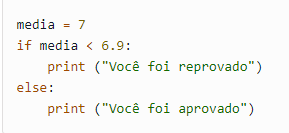 media = 7
if media < 6.9:
    print ("Você foi reprovado")
else:
    print ("Você foi aprovado")